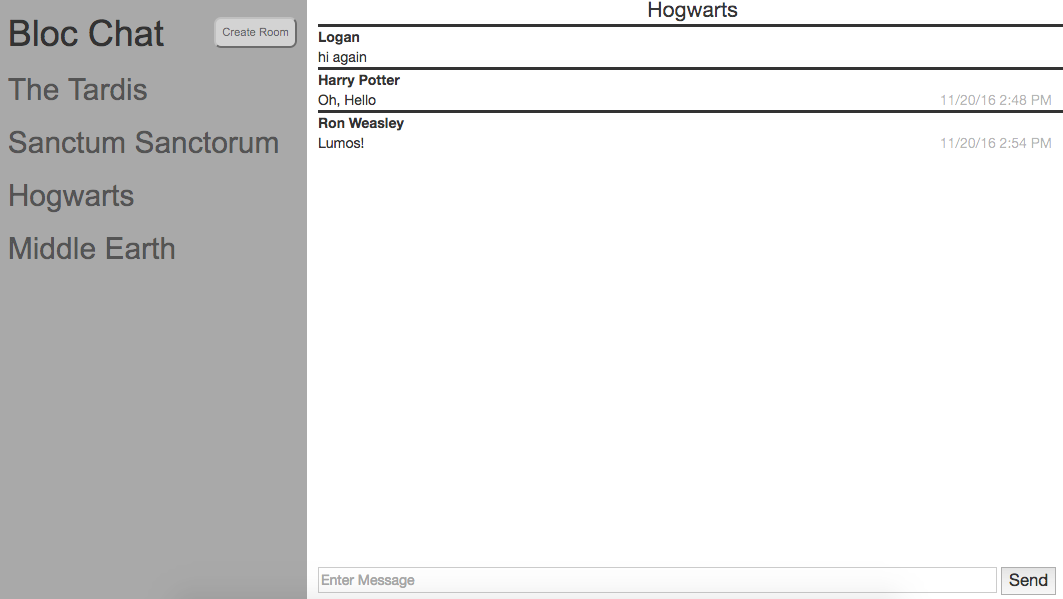 Bloc Chat
Create Room
The Tardis
Sanctum Sanctorum
Hogwarts
Middle Earth
Hogwarts
Logan
hi again
Harry Potter
Oh, Hello 11/20/16 2:48 PM
Ron Weasley
Lumos! 11/20/16 2:54 PM
Enter Message
Send